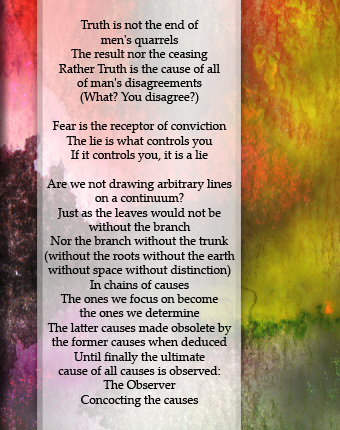 Truth is not the end of
men's quarrels
The result nor the ceasing
Rather Truth is the cause of all
of man's disagreements
(What? You disagree?)

Fear is the receptor of conviction
The lie is what controls you
If it controls you, it is a lie

Are we not drawing arbitrary lines
on a continuum?
Just as the leaves would not be
without the branch
Nor the branch without the trunk
(without the roots without the earth
without space without distinction)
In chains of causes
The ones we focus on become
the ones we determine
The latter causes made obsolete by
the former causes when deduced
Until finally the ultimate
cause of all causes is observed:
The Observer
Concocting the causes